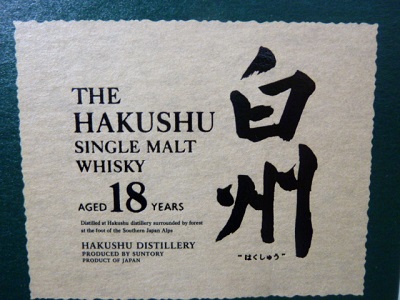 THE
HAKUSHU
SINGLE MALT
WHISKY
AGED 18 YEARS
Distilled at Hakushu distillery surrounded by forest
at the foot of the Southern Japan Alps
HAKUSHU DISTILLERY
PRODUCED BY SUNTORY
PRODUCT OF JAPAN
白州
"はくしゅう"